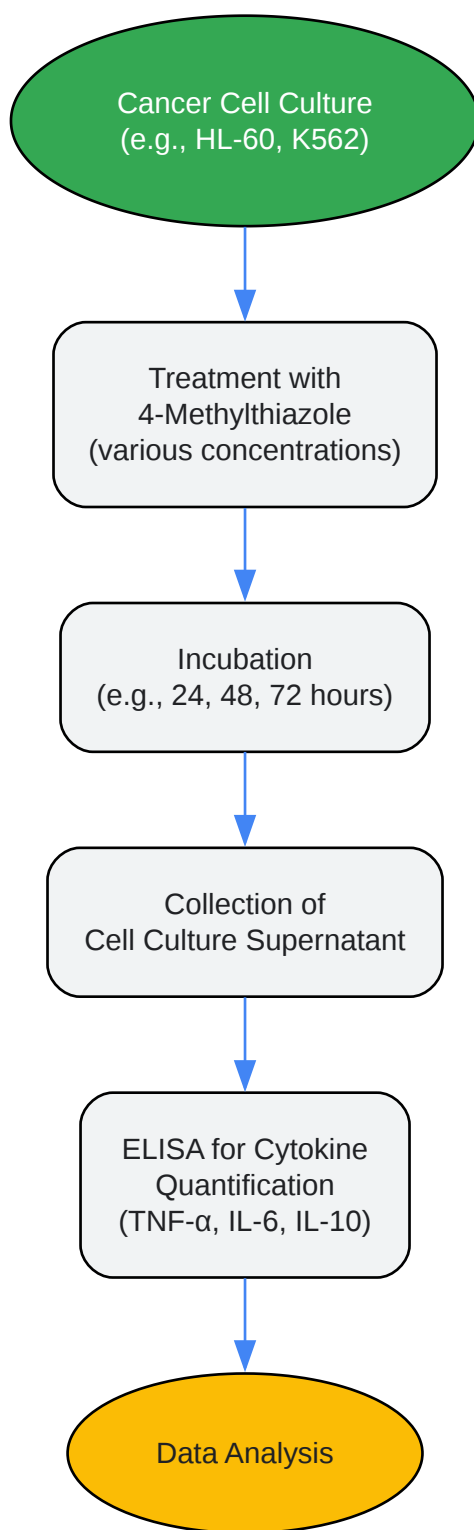 Cancer Cell Culture
(e.g., HL-60, K562)
Treatment with
4-Methylthiazole
(various concentrations)
Incubation
(e.g., 24, 48, 72 hours)
Collection of
Cell Culture Supernatant
ELISA for Cytokine
Quantification
(TNF-α, IL-6, IL-10)
Data Analysis